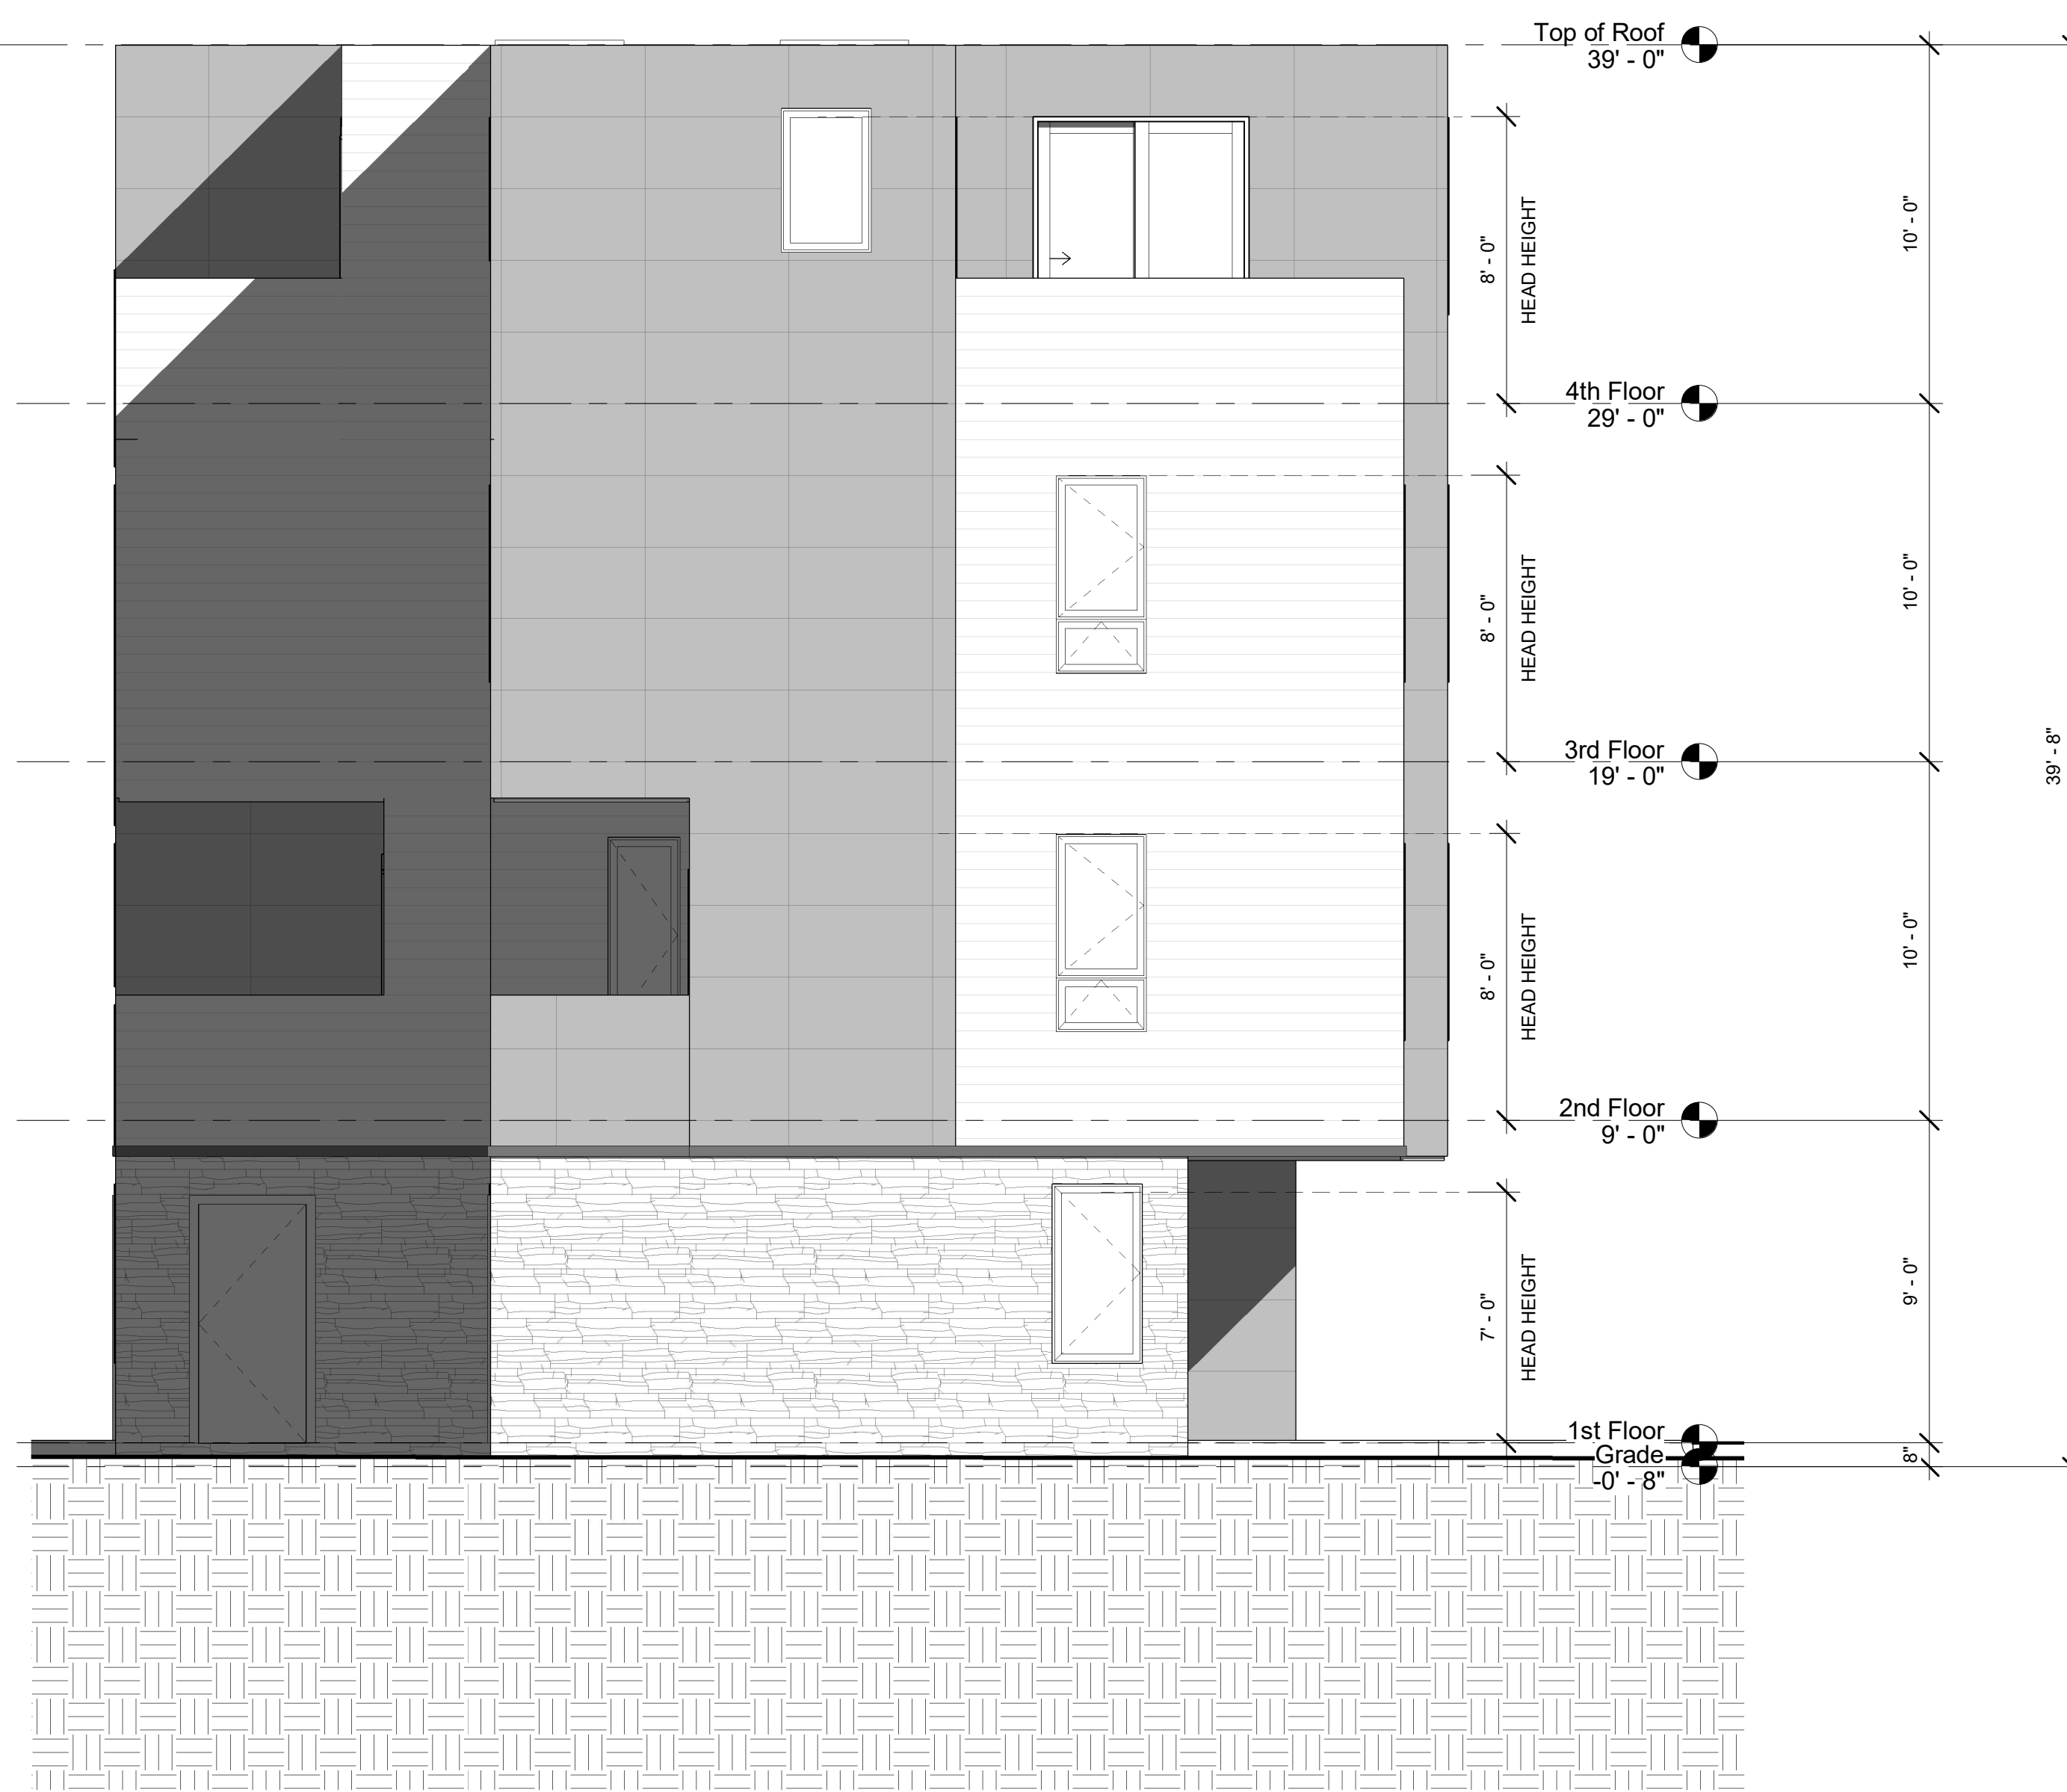 Top of Roof
39' - 0"
10' - 0"
8' - 0"
HEAD HEIGHT
4th Floor
29' - 0"
10' - 0"
8' - 0"
HEAD HEIGHT
3rd Floor
19' - 0"
39' - 8"
10' - 0"
8' - 0"
HEAD HEIGHT
2nd Floor
9' - 0"
9' - 0"
7' - 0"
HEAD HEIGHT
1st Floor
Grade
8"
-0' - 8"